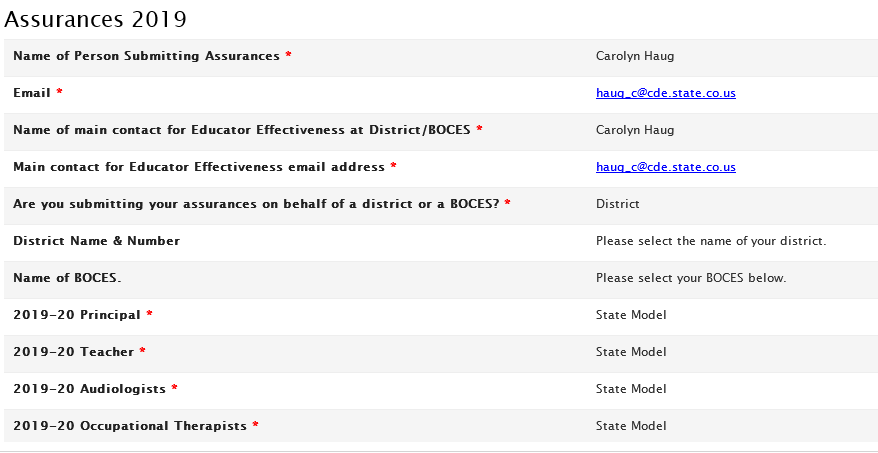 Assurances 2019
Name of Person Submitting Assurances * Carolyn Haug
Email * haug_c@cde.state.co.us
Name of main contact for Educator Effectiveness at District/BOCES * Carolyn Haug
Main contact for Educator Effectiveness email address * haug_c@cde.state.co.us
Are you submitting your assurances on behalf of a district or a BOCES? * District
District Name & Number Please select the name of your district.
Name of BOCES. Please select your BOCES below.
2019-20 Principal * State Model
2019-20 Teacher * State Model
2019-20 Audiologists * State Model
2019-20 Occupational Therapists * State Model